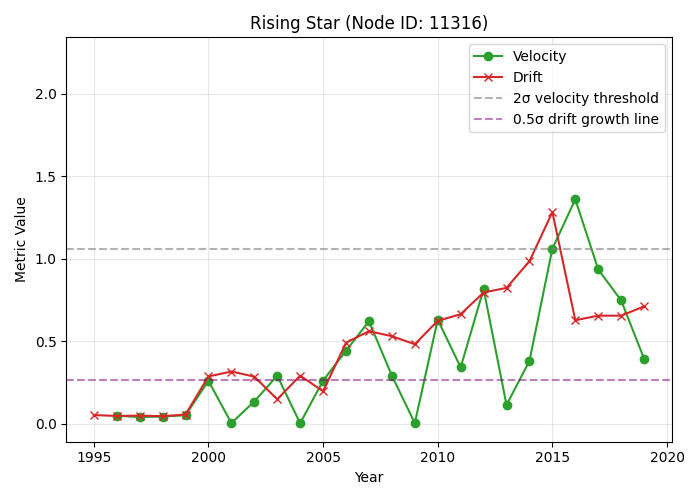 Rising Star (Node ID: 11316)
Velocity
Drift
2σ velocity threshold
0.5σ drift growth line
Metric Value
2.0
1.5
1.0
0.5
0.0
1995 2000 2005 2010 2015 2020
Year